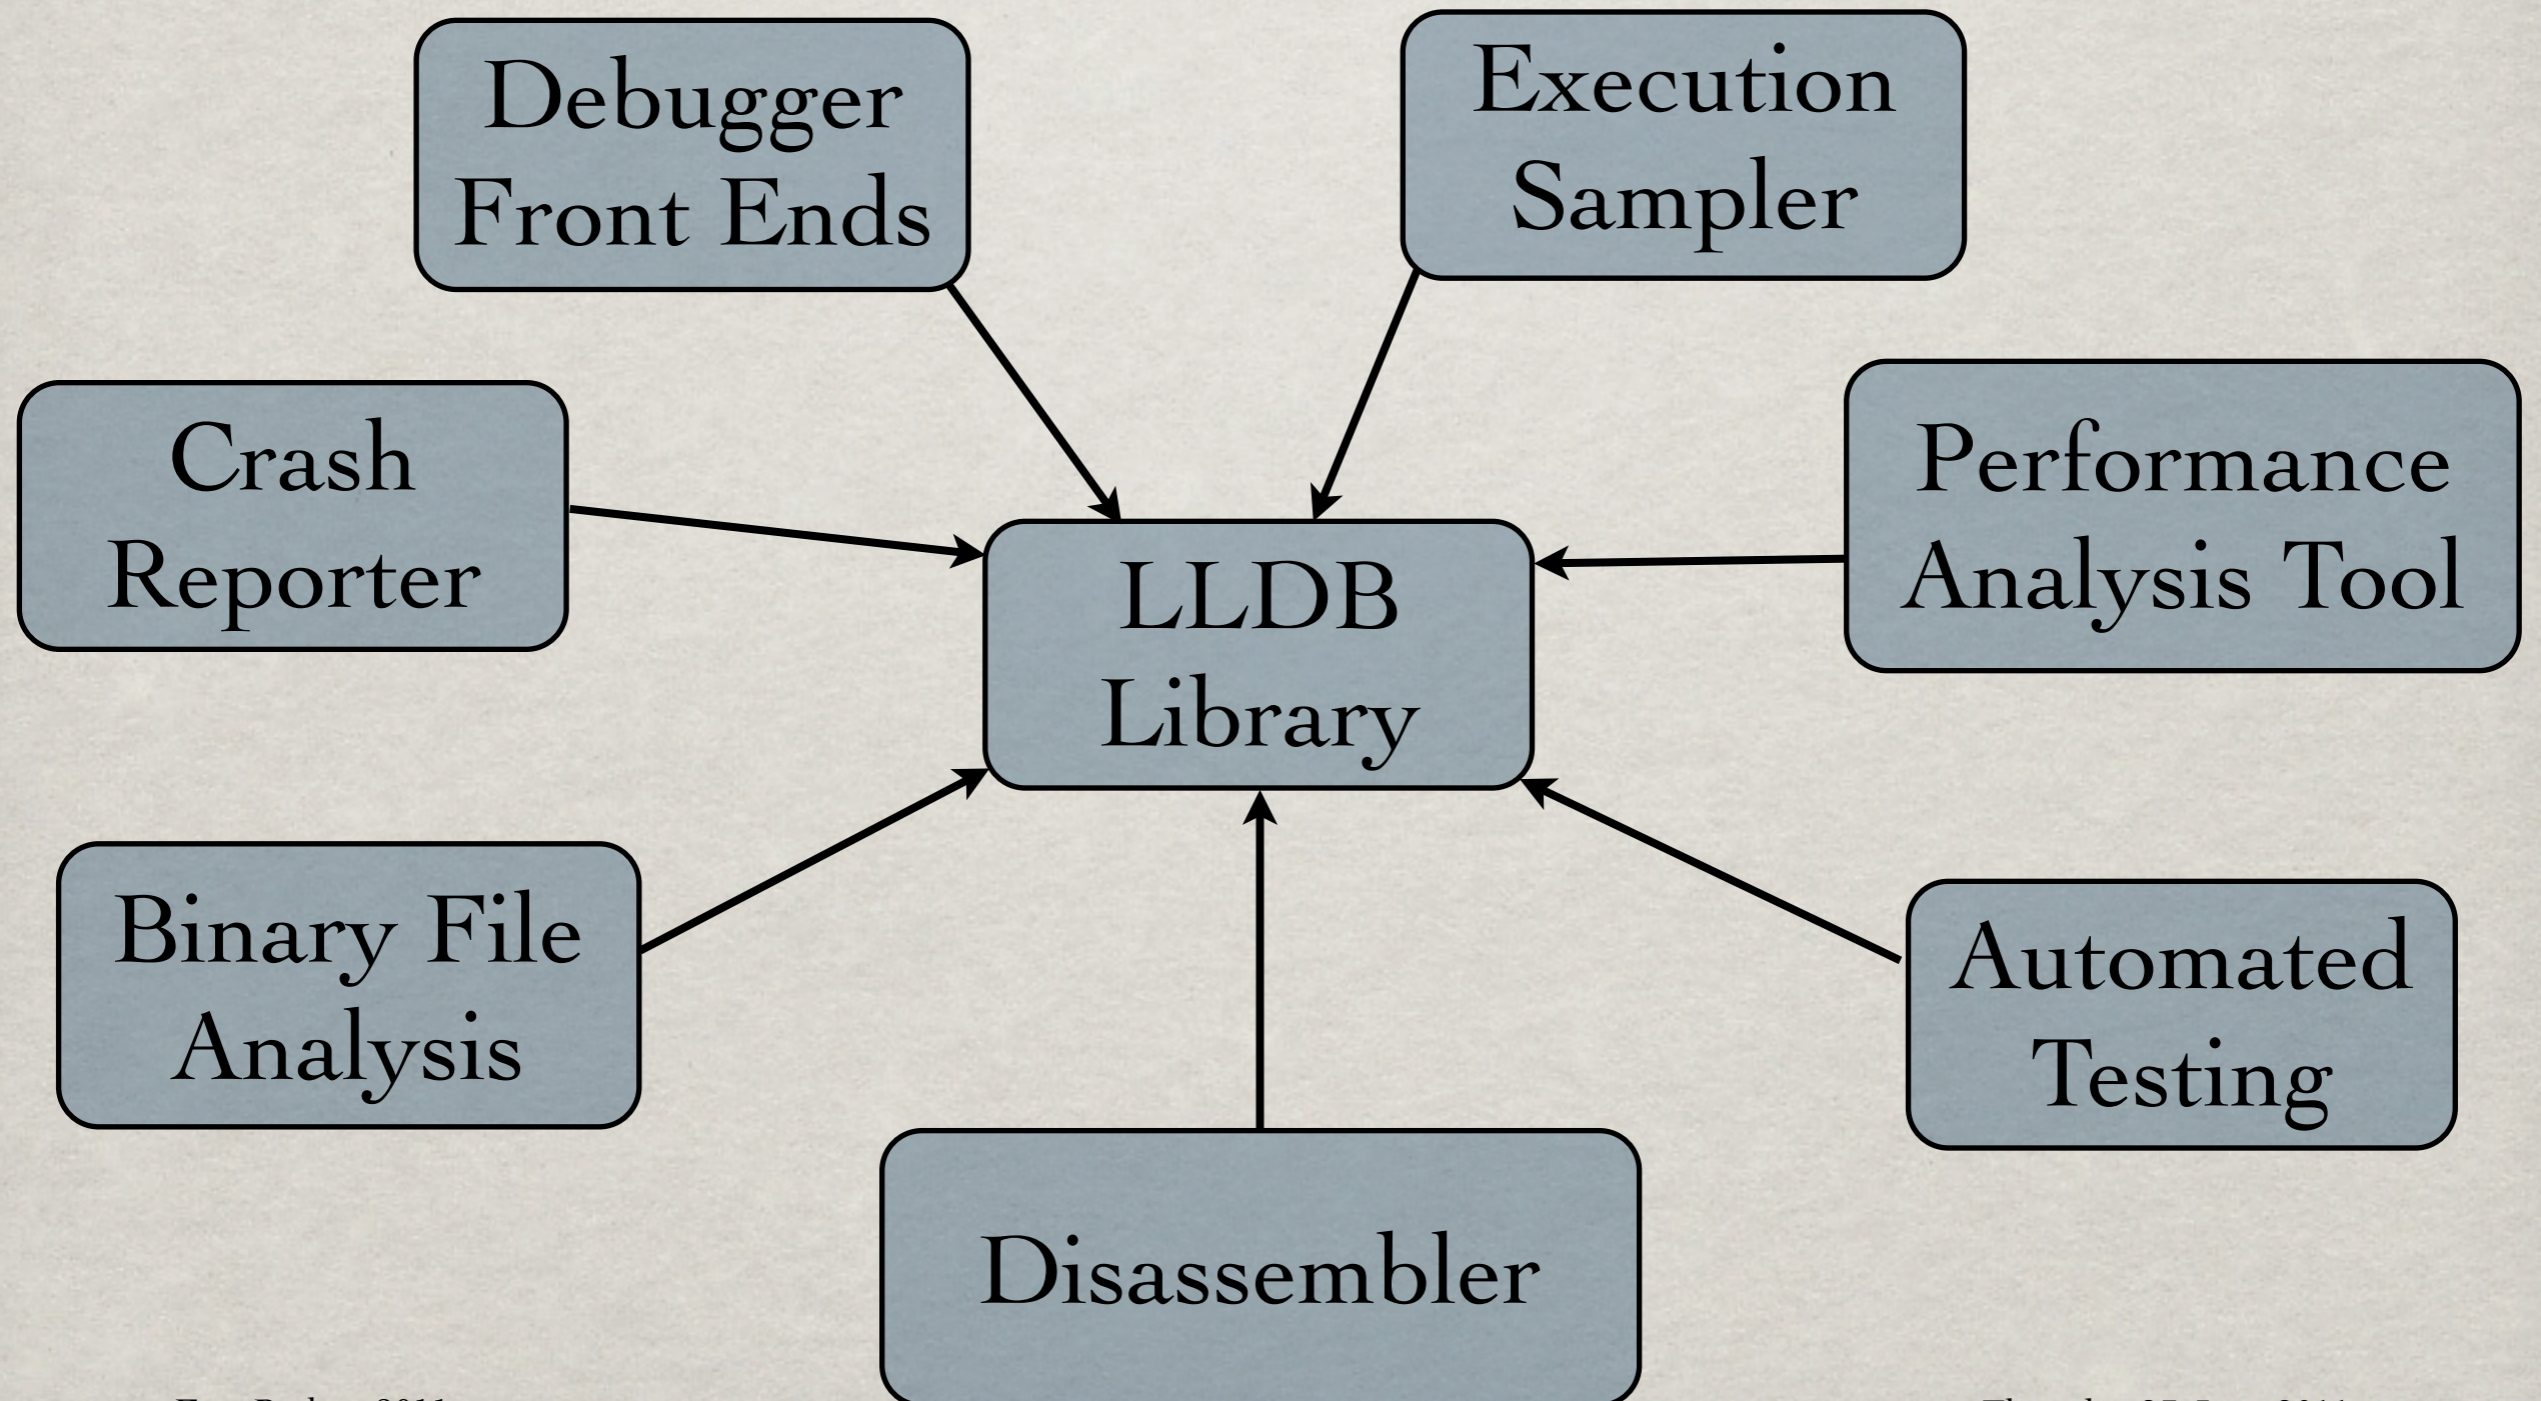 Debugger
Front Ends
Execution
Sampler
Crash
Reporter
Performance
Analysis Tool
LLDB
Library
Binary File
Analysis
Automated
Testing
Disassembler